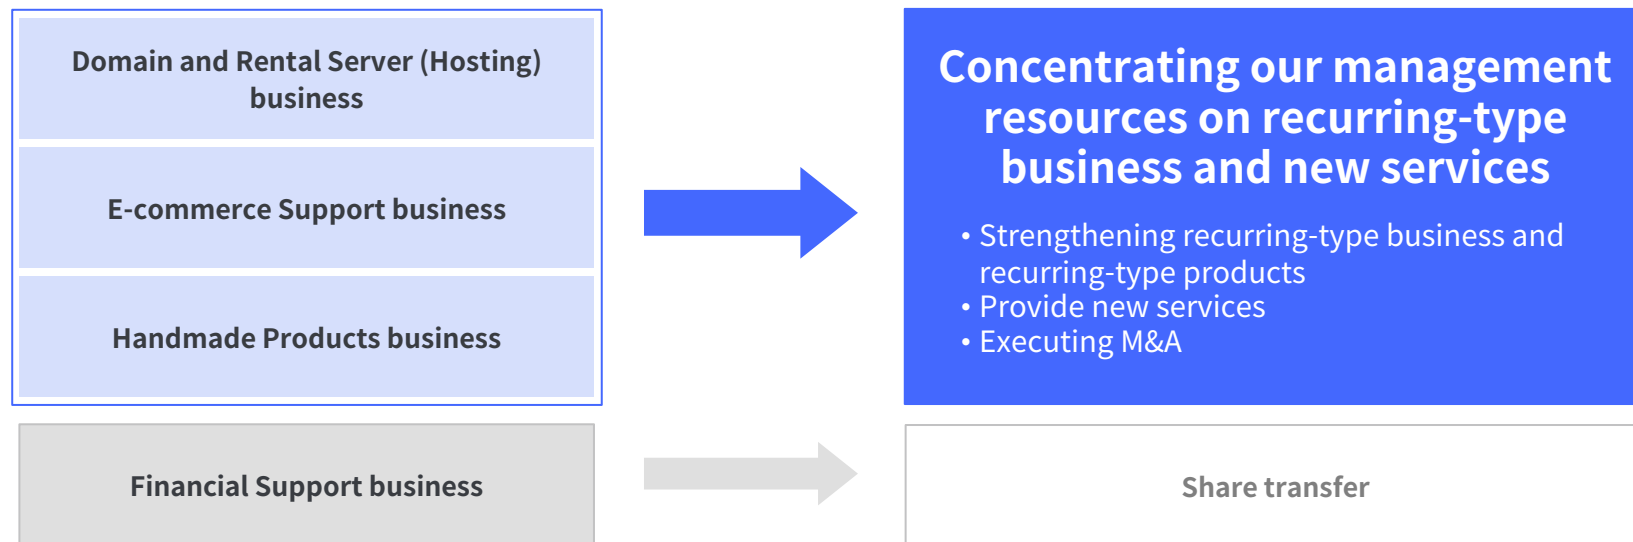 Domain and Rental Server (Hosting)
business
E-commerce Support business
Handmade Products business
Financial Support business
Concentrating our management
resources on recurring-type
business and new services
• Strengthening recurring-type business and
recurring-type products
• Provide new services
• Executing M&A
Share transfer